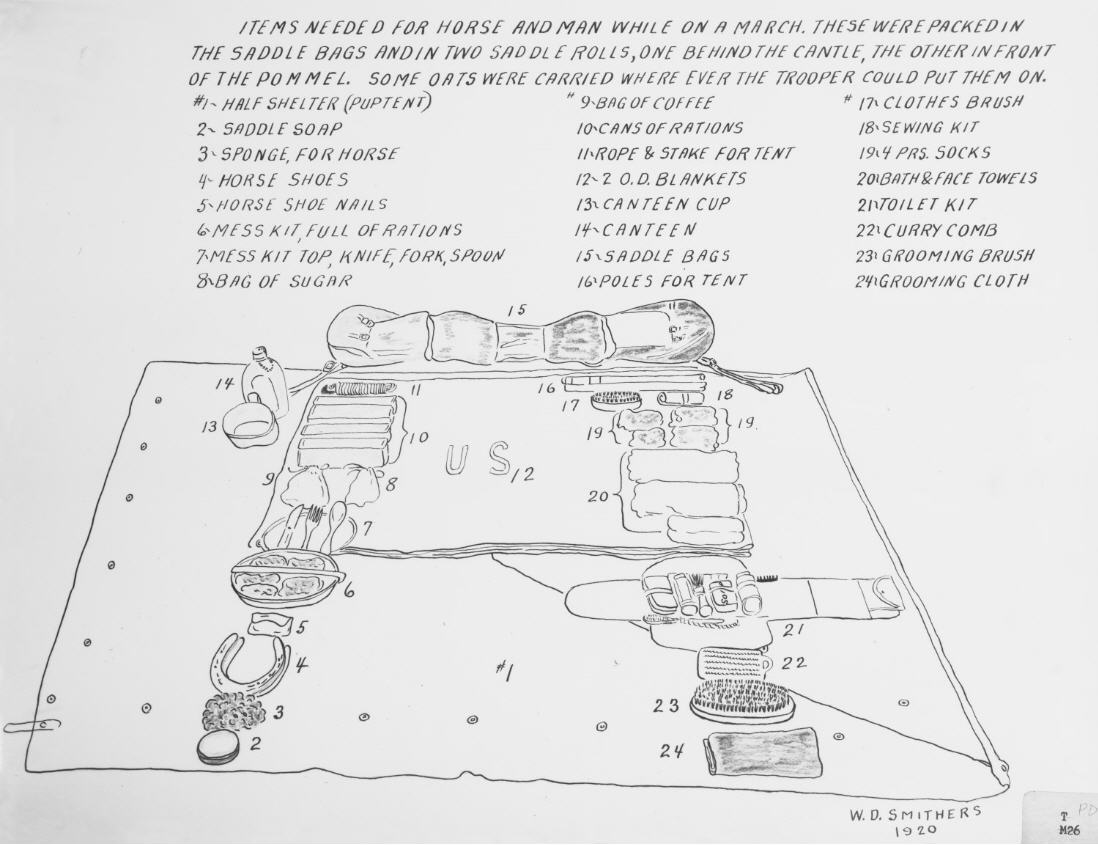 ITEMS NEEDED FOR HORSE AND MAN WHILE ON A MARCH. THESE WERE PACKED IN
THE SADDLE BAGS AND IN TWO SADDLE ROLLS, ONE BEHIND THE CANTLE, THE OTHER IN FRONT
OF THE POMMEL. SOME OATS WERE CARRIED WHERE EVER THE TROOPER COULD PUT THEM ON.
#1~ HALF SHELTER (PUPTENT)
2~ SADDLE SOAP
3~ SPONGE, FOR HORSE
4~ HORSE SHOES
5~ HORSE SHOE NAILS
6~ MESS KIT, FULL OF RATIONS
7~ MESS KIT TOP, KNIFE, FORK, SPOON
8~ BAG OF SUGAR
# 9~ BAG OF COFFEE
10~ CANS OF RATIONS
11~ ROPE & STAKE FOR TENT
12~ 2 O.D. BLANKETS
13~ CANTEEN CUP
14~ CANTEEN
15~ SADDLE BAGS
16~ POLES FOR TENT
# 17~ CLOTHES BRUSH
18~ SEWING KIT
19~ 4 PRS. SOCKS
20~ BATH & FACE TOWELS
21~ TOILET KIT
22~ CURRY COMB
23~ GROOMING BRUSH
24~ GROOMING CLOTH
15
14
11
16
17
18
13
10
19
19
U S
12
9
8
20
7
6
5
21
4
#1
22
3
23
2
24
W. D. SMITHERS
1920
T
M26
PD